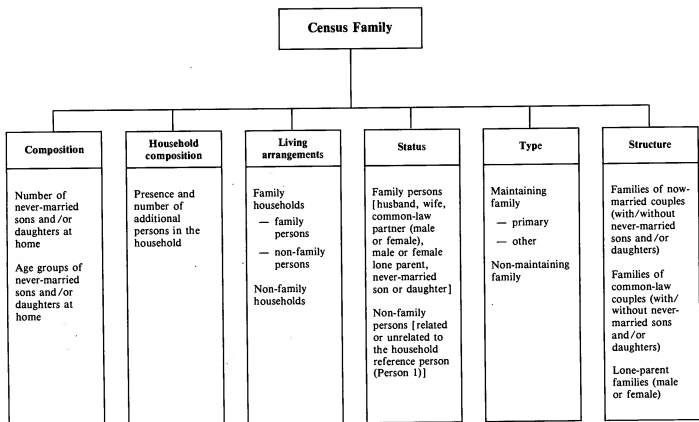 Census Family
Composition
Number of
never-married
sons and/or
daughters at
home
Age groups of
never-married
sons and/or
daughters at
home
Household
composition
Presence and
number of
additional
persons in the
household
Living
arrangements
Family
households
— family
persons
— non-family
persons
Non-family
households
Status
Family persons
[husband, wife,
common-law
partner (male
or female),
male or female
lone parent,
never-married
son or daughter]
Non-family
persons [related
or unrelated to
the household
reference person
(Person 1)]
Type
Maintaining
family
— primary
— other
Non-maintaining
family
Structure
Families of now-
married couples
(with/without
never-married
sons and/or
daughters)
Families of
common-law
couples (with/
without never-
married sons
and/or
daughters)
Lone-parent
families (male
or female)